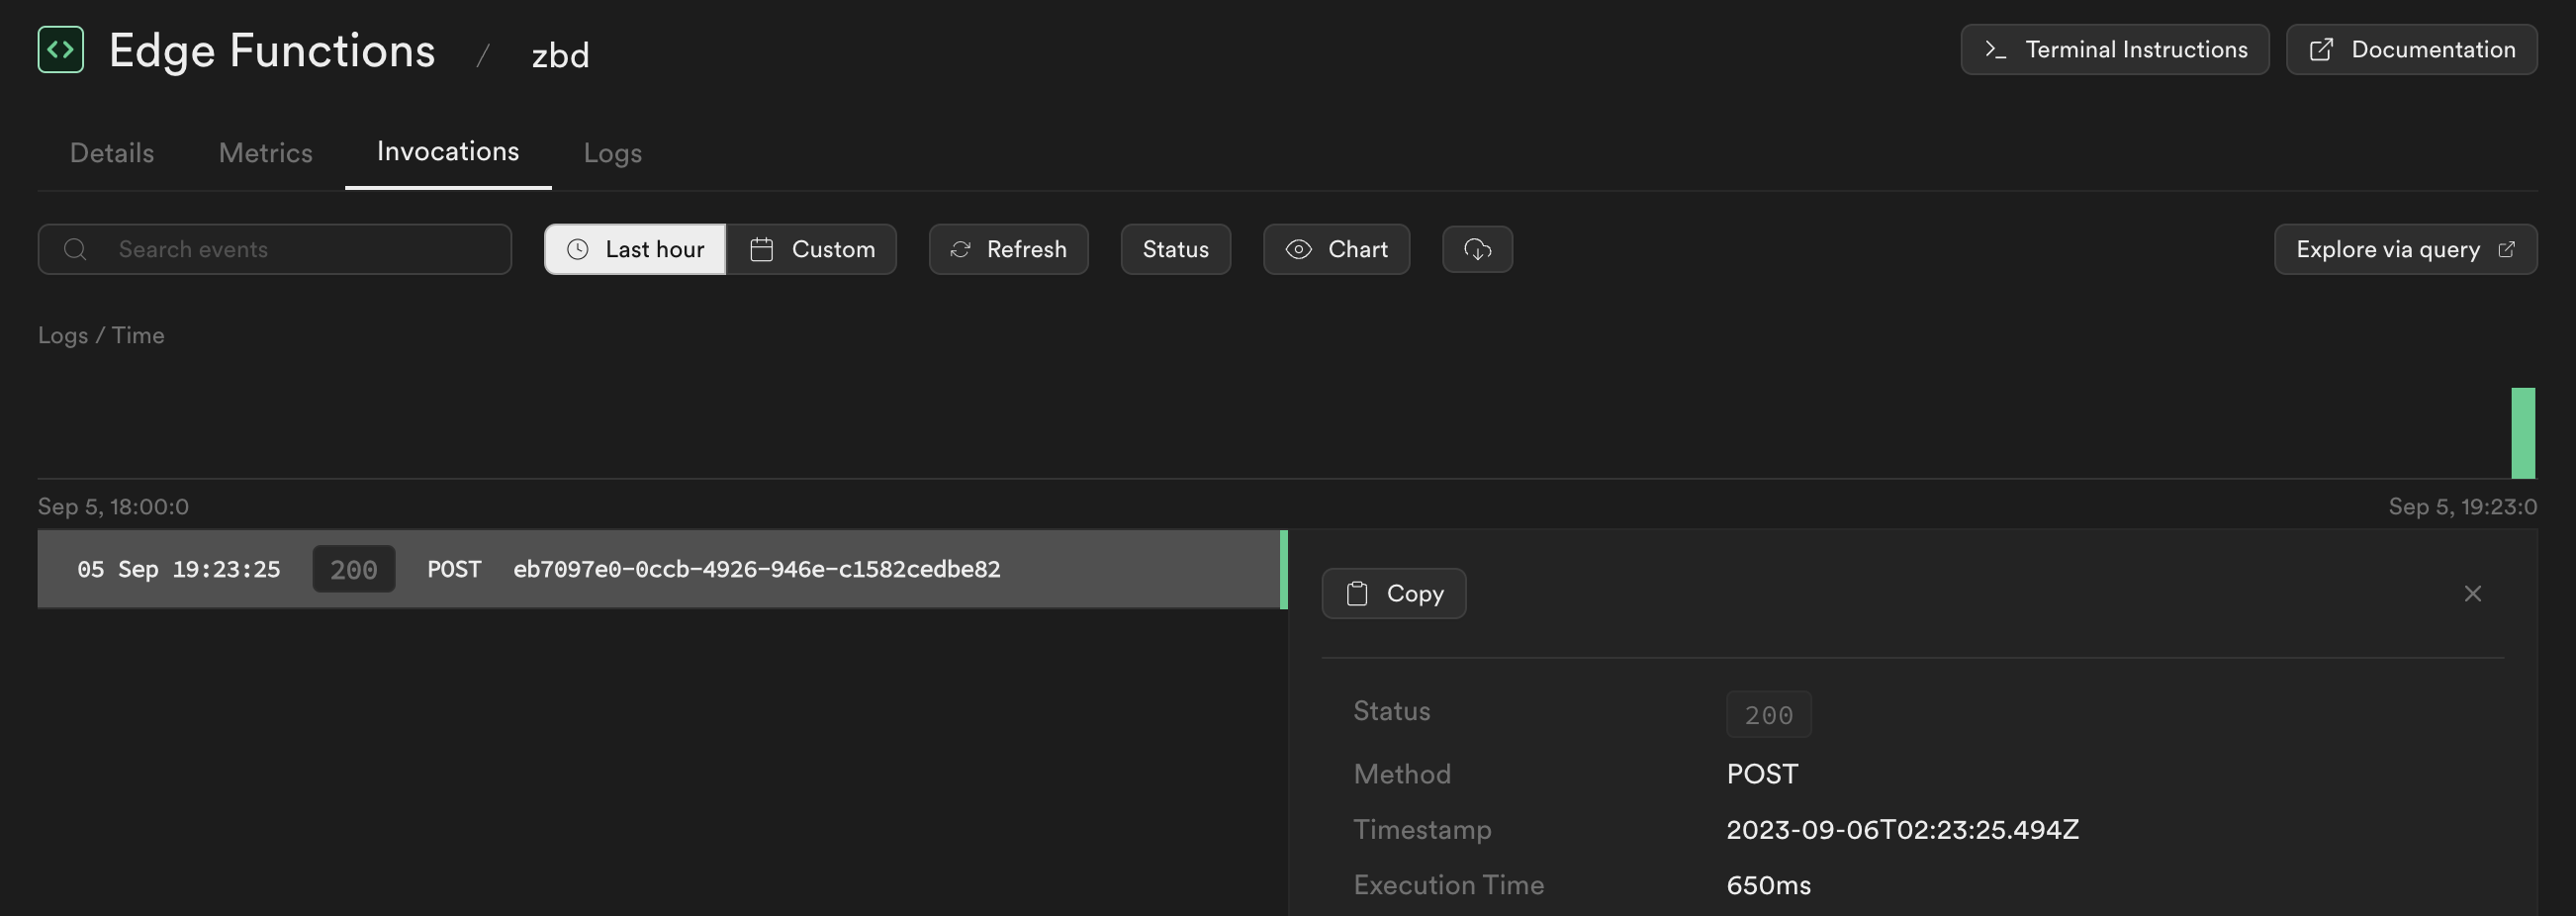 Edge Functions / zbd
Terminal Instructions
Documentation
Details
Metrics
Invocations
Logs
Search events
Last hour
Custom
Refresh
Status
Chart
Explore via query
Logs / Time
Sep 5, 18:00:0
Sep 5, 19:23:0
05 Sep 19:23:25 200 POST eb7097e0-0ccb-4926-946e-c1582cedbe82
Copy
Status 200
Method POST
Timestamp 2023-09-06T02:23:25.494Z
Execution Time 650ms